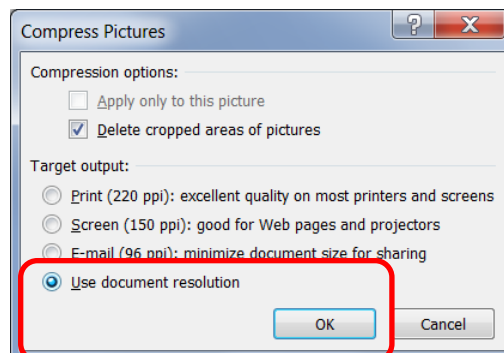 Compress Pictures
Compression options:
Apply only to this picture
Delete cropped areas of pictures
Target output:
Print (220 ppi): excellent quality on most printers and screens
Screen (150 ppi): good for Web pages and projectors
E-mail (96 ppi): minimize document size for sharing
Use document resolution
OK Cancel